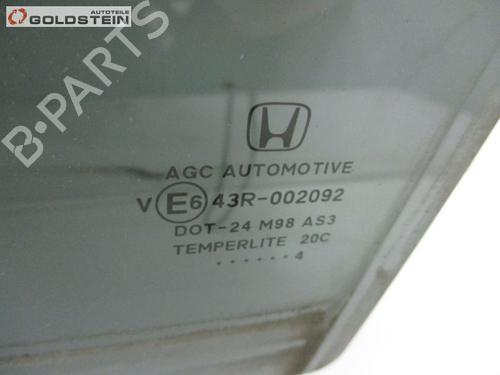 AUTOTEILE
GOLDSTEIN
B-PARTS
AGC AUTOMOTIVE
V E6 43R-002092
DOT-24 M98 AS3
TEMPERLITE 20C
······4